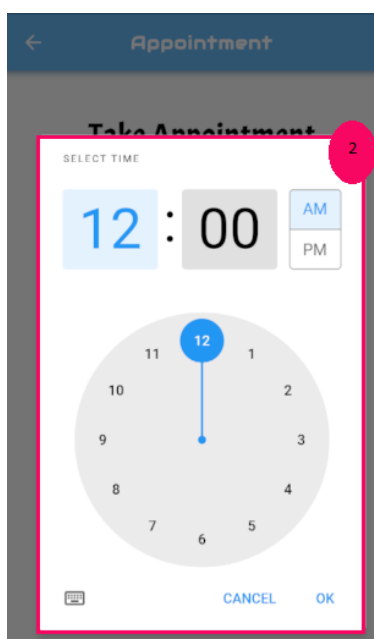 Appointment
Take Appointment
2
SELECT TIME
12 : 00
AM
PM
12
11 1
10 2
9 3
8 4
7 5
6
CANCEL OK